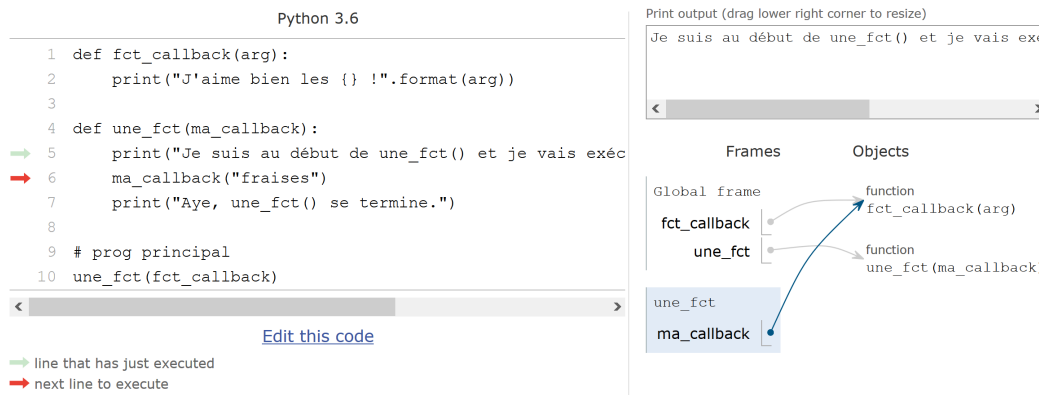 Python 3.6
1 def fct_callback(arg):
2 print("J'aime bien les {} !".format(arg))
3
4 def une_fct(ma_callback):
5 print("Je suis au début de une_fct() et je vais exéc
6 ma_callback("fraises")
7 print("Aye, une_fct() se termine.")
8
9 # prog principal
10 une_fct(fct_callback)
Edit this code
line that has just executed
next line to execute
Print output (drag lower right corner to resize)
Je suis au début de une_fct() et je vais exé
Frames Objects
Global frame
fct_callback
une_fct
function
fct_callback(arg)
function
une_fct(ma_callback)
une_fct
ma_callback